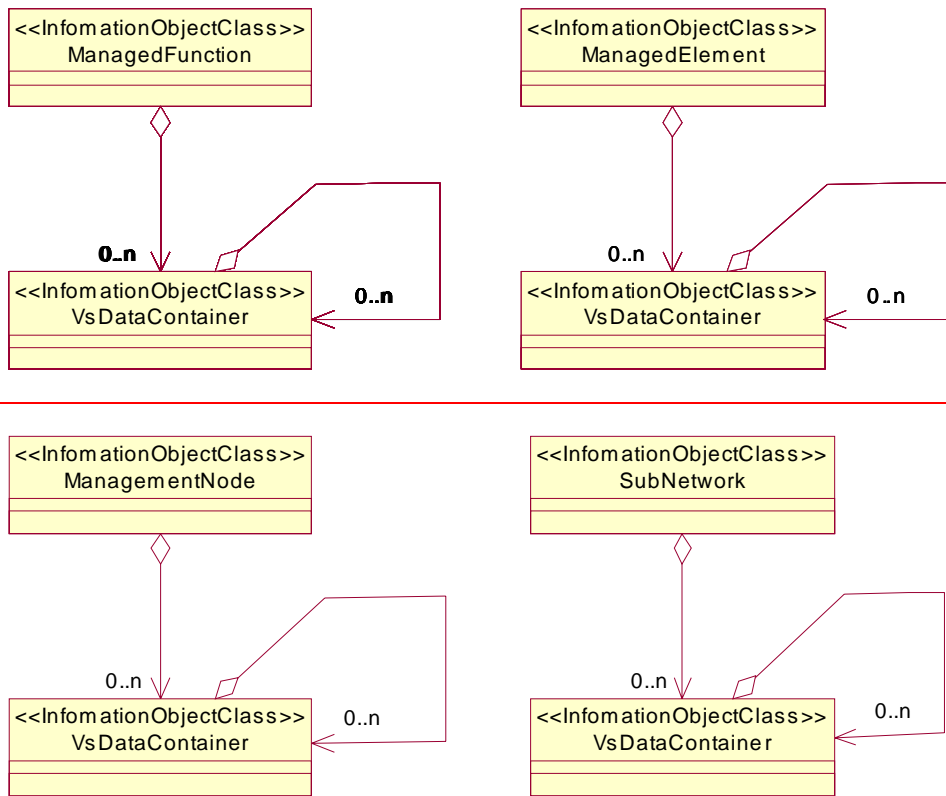 <<InfomationObjectClass>>
ManagedFunction
0..n
<<InfomationObjectClass>>
VsDataContainer
0..n
<<InfomationObjectClass>>
ManagedElement
0..n
<<InfomationObjectClass>>
VsDataContainer
0..n
<<InfomationObjectClass>>
ManagementNode
0..n
<<InfomationObjectClass>>
VsDataContainer
0..n
<<InfomationObjectClass>>
SubNetwork
0..n
<<InfomationObjectClass>>
VsDataContainer
0..n